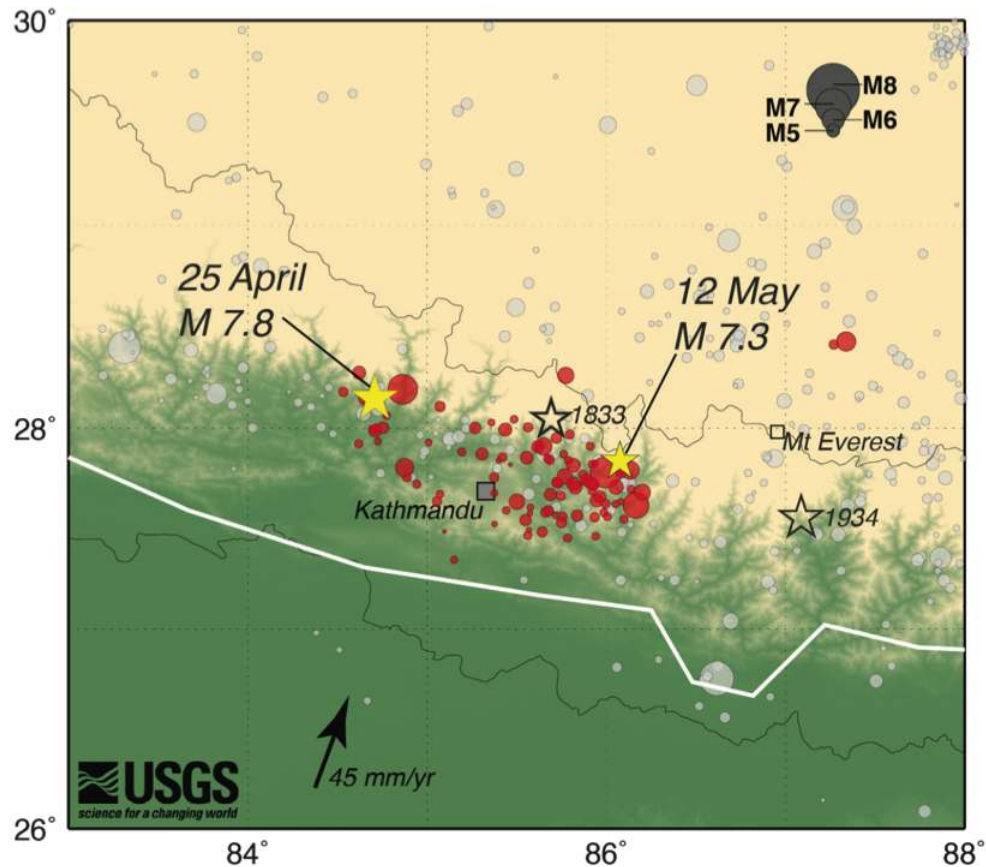 30°
M8
M7
M6
M5
25 April
M 7.8
12 May
M 7.3
28°
1833
Mt Everest
Kathmandu
1934
45 mm/yr
USGS
science for a changing world
26°
84°
86°
88°